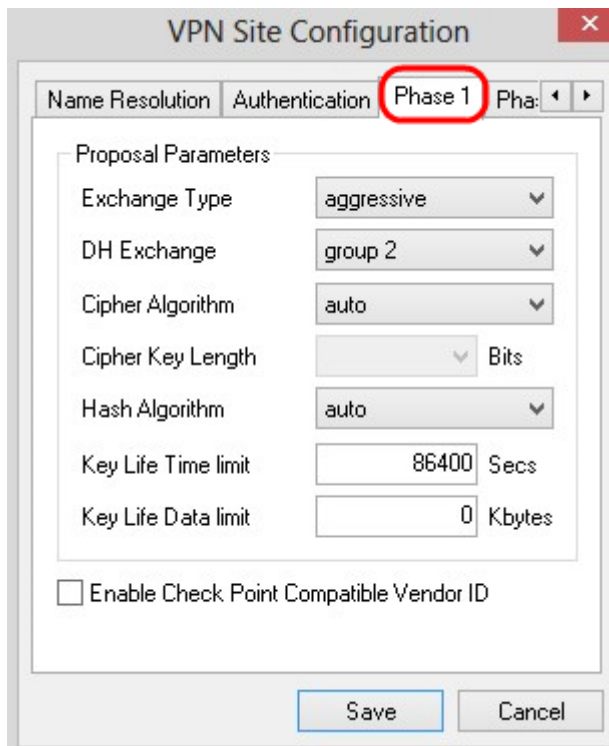 VPN Site Configuration
Name Resolution Authentication Phase 1 Pha:
Proposal Parameters
Exchange Type aggressive
DH Exchange group 2
Cipher Algorithm auto
Cipher Key Length Bits
Hash Algorithm auto
Key Life Time limit 86400 Secs
Key Life Data limit 0 Kbytes
Enable Check Point Compatible Vendor ID
Save Cancel